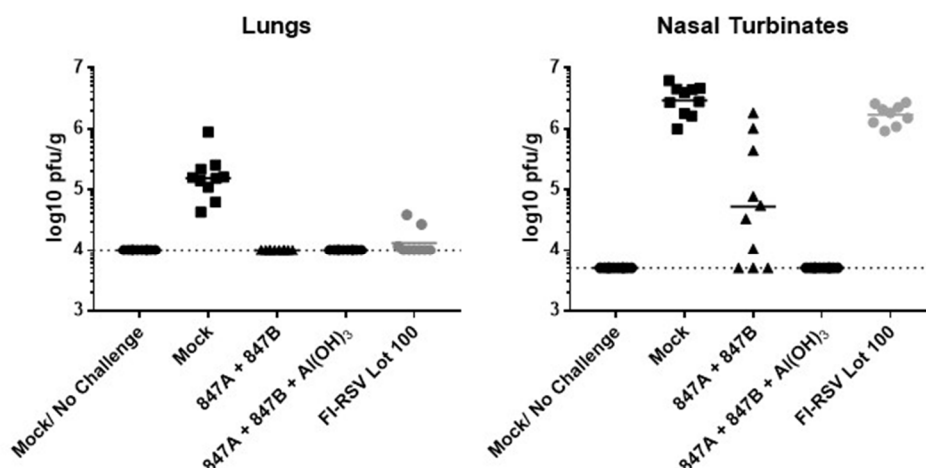 Lungs
log10 pfu/g
7
6
5
4
3
Mock/ No Challenge
Mock
847A + 847B
847A + 847B + Al(OH)₃
FI-RSV Lot 100
Nasal Turbinates
log10 pfu/g
7
6
5
4
3
Mock/ No Challenge
Mock
847A + 847B
847A + 847B + Al(OH)₃
FI-RSV Lot 100